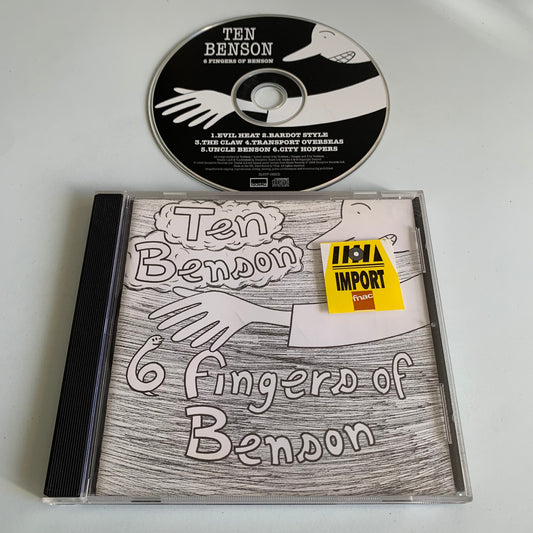 TEN
BENSON
6 FINGERS OF BENSON
1.EVIL HEAT 2.BARDOT STYLE
3.THE CLAW 4.TRANSPORT OVERSEAS
5.UNCLE BENSON 6.CITY HOPPERS
Ten
Benson
6 fingers of
Benson
IMPORT
fnac